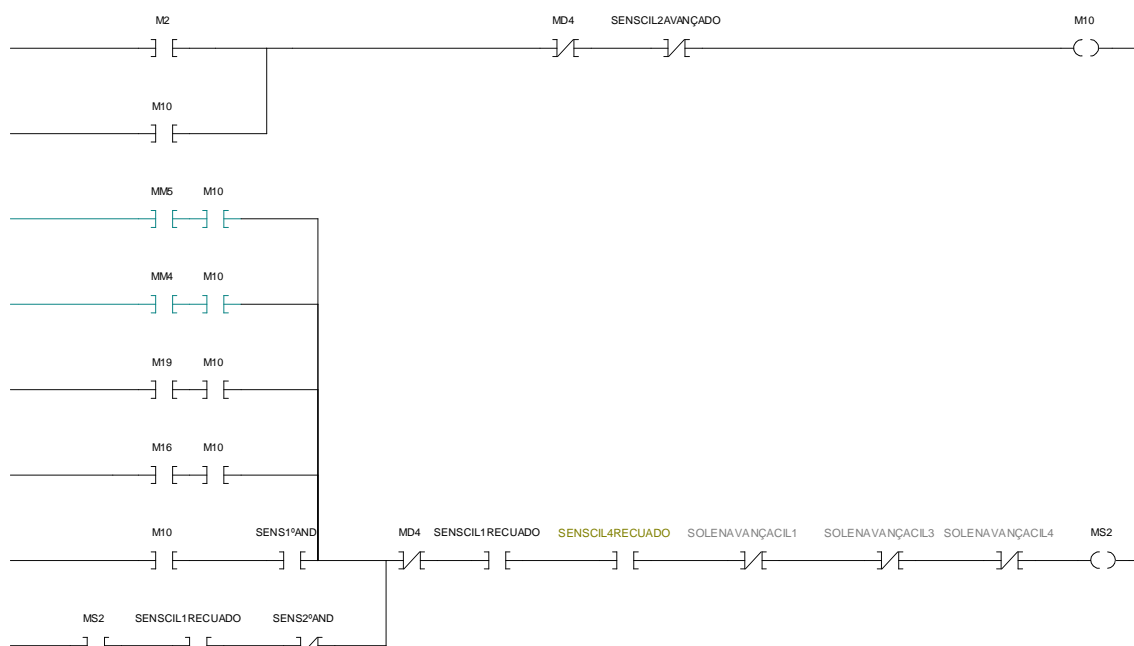 M2 MD4 SENSCIL2AVANÇADO M10
M10
MM5 M10
MM4 M10
M19 M10
M16 M10
M10 SENS1ºAND MD4 SENSCIL1RECUADO SENSCIL4RECUADO SOLENAVANÇACIL1 SOLENAVANÇACIL3 SOLENAVANÇACIL4 MS2
MS2 SENSCIL1RECUADO SENS2ºAND